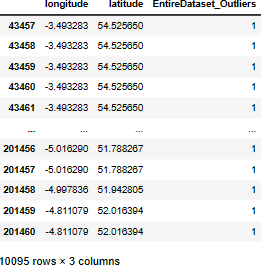 longitude latitude EntireDataset_Outliers
43457 -3.493283 54.525650 1
43458 -3.493283 54.525650 1
43459 -3.493283 54.525650 1
43460 -3.493283 54.525650 1
43461 -3.493283 54.525650 1
... ... ... ...
201456 -5.016290 51.788267 1
201457 -5.016290 51.788267 1
201458 -4.997836 51.942805 1
201459 -4.811079 52.016394 1
201460 -4.811079 52.016394 1
10095 rows × 3 columns